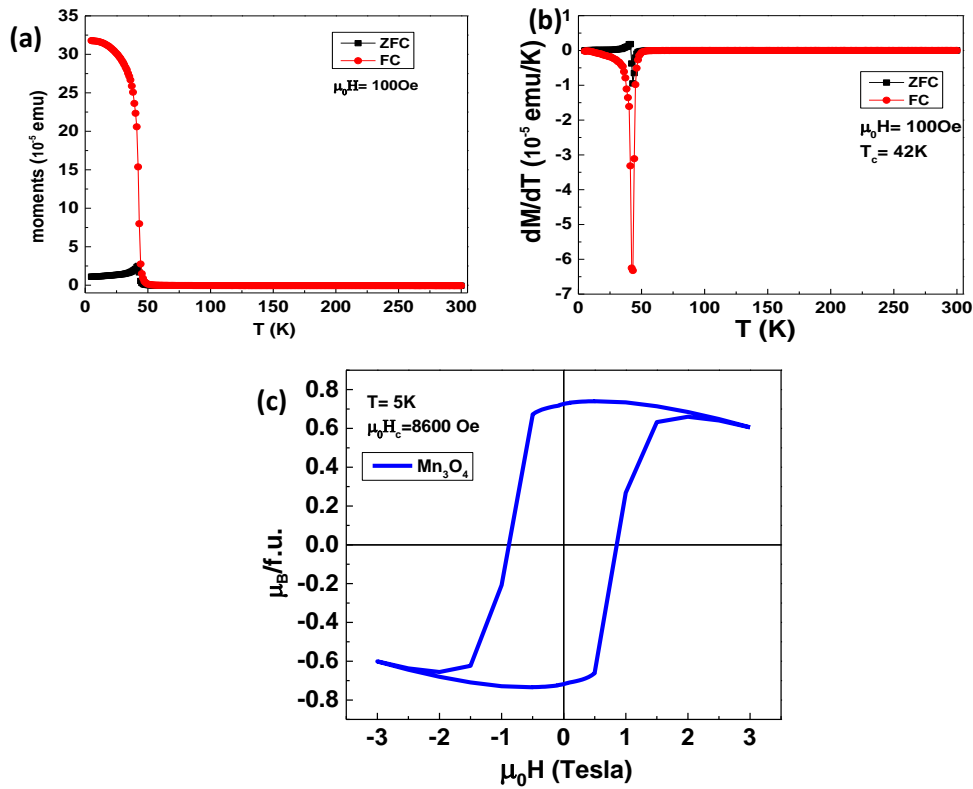 (a)
ZFC
FC
μ₀H= 100Oe
35
30
25
20
15
10
5
0
moments (10⁻⁵ emu)
0 50 100 150 200 250 300
T (K)
(b)
1
0
-1
-2
-3
-4
-5
-6
-7
dM/dT (10⁻⁵ emu/K)
ZFC
FC
μ₀H= 100Oe
T_c= 42K
0 50 100 150 200 250 300
T (K)
(c)
T= 5K
μ₀H_c=8600 Oe
Mn₃O₄
0.8
0.6
0.4
0.2
0.0
-0.2
-0.4
-0.6
-0.8
μ_B/f.u.
-3 -2 -1 0 1 2 3
μ₀H (Tesla)